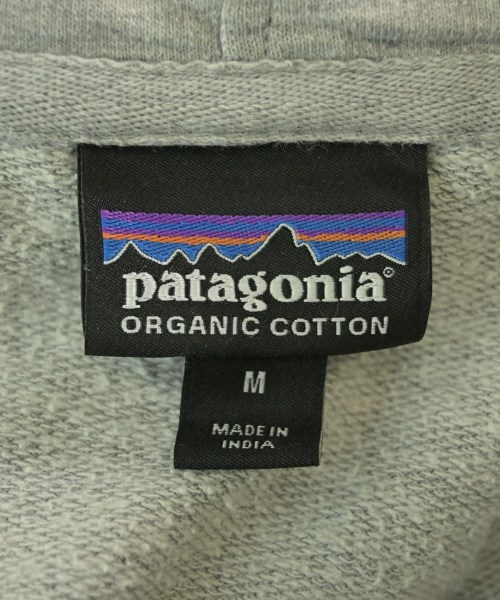 patagonia®
ORGANIC COTTON
M
MADE IN
INDIA